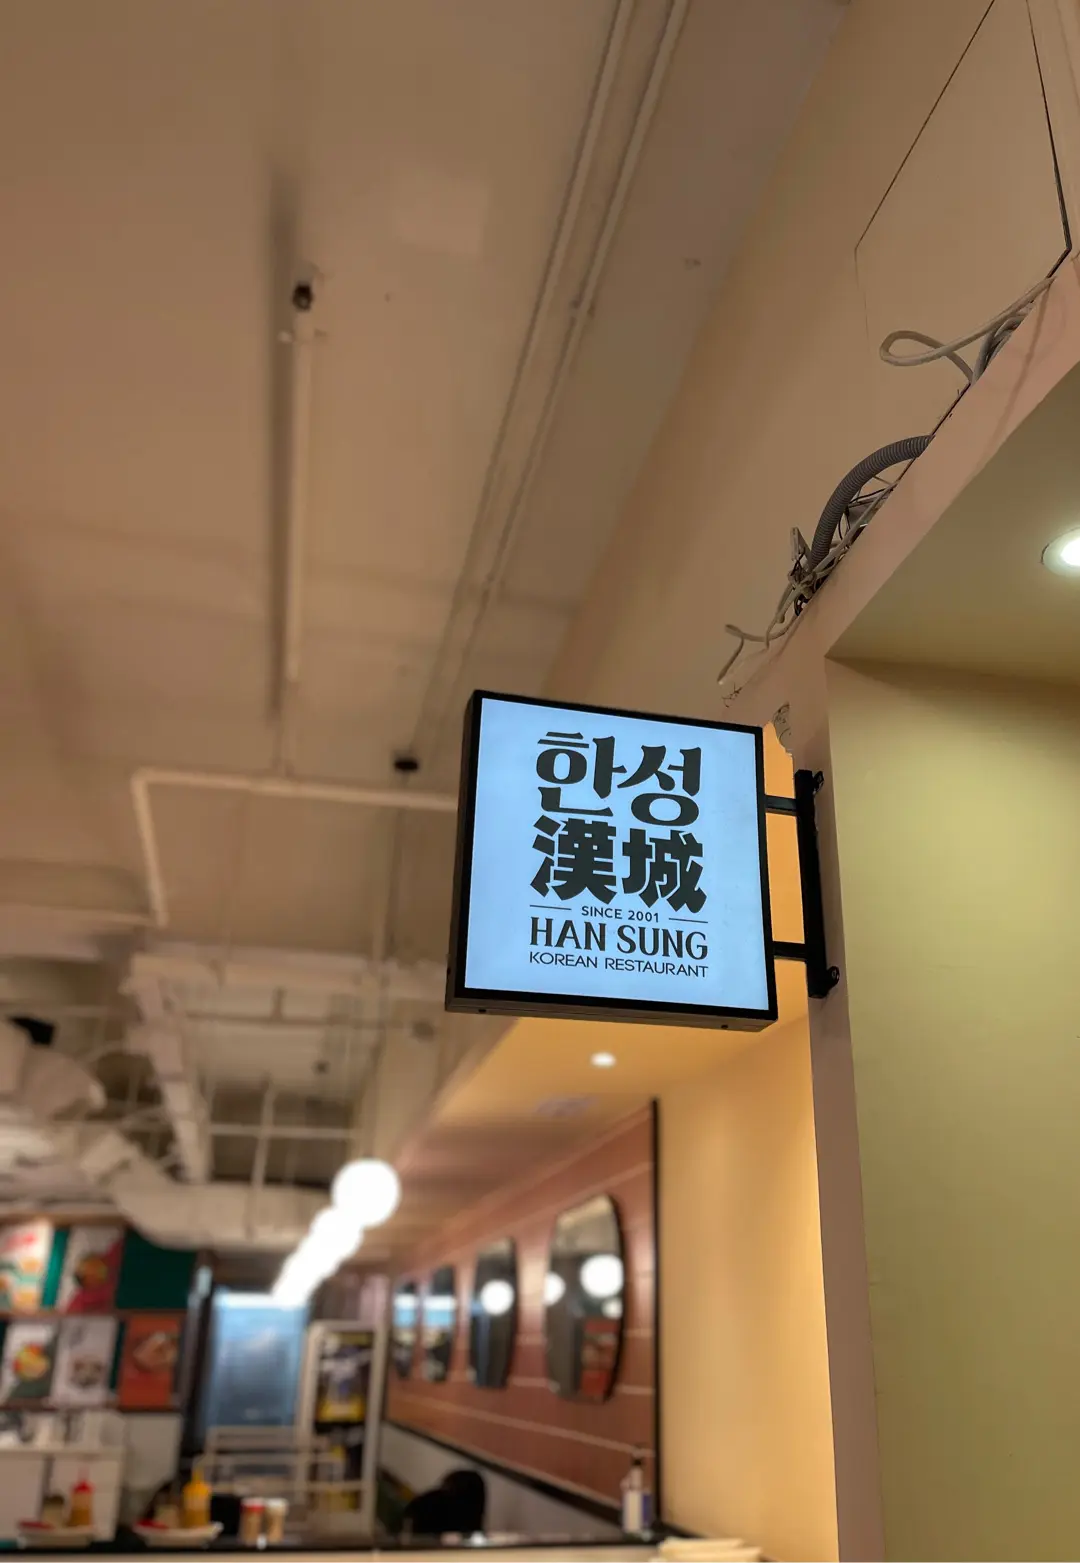 한성
漢城
SINCE 2001
HAN SUNG
KOREAN RESTAURANT